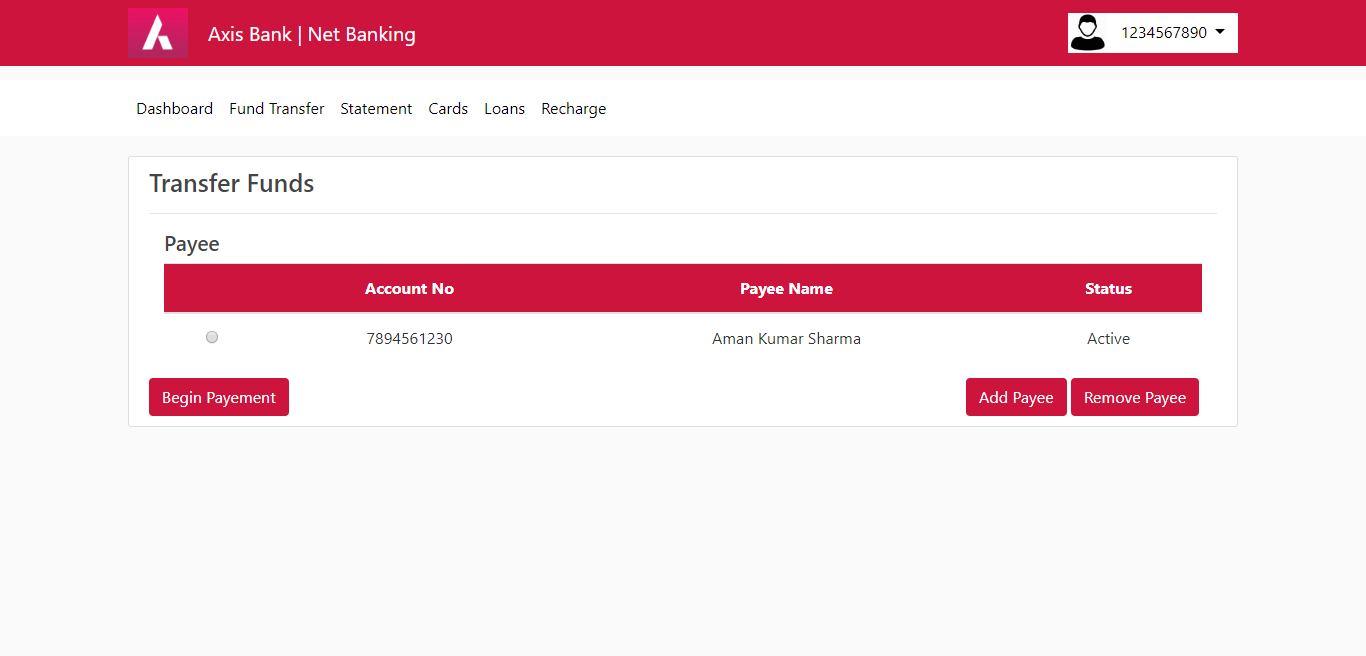 Axis Bank | Net Banking
1234567890
Dashboard Fund Transfer Statement Cards Loans Recharge
Transfer Funds
Payee
Account No Payee Name Status
7894561230 Aman Kumar Sharma Active
Begin Payement Add Payee Remove Payee